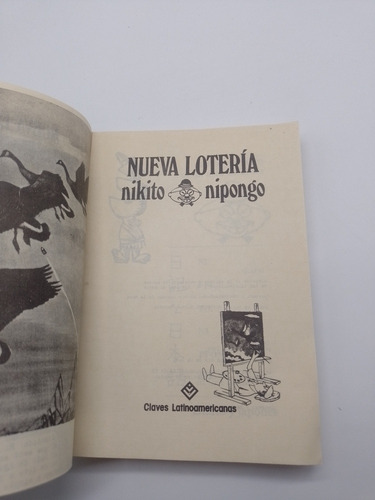 NUEVA LOTERÍA
nikito nipongo
Claves Latinoamericanas